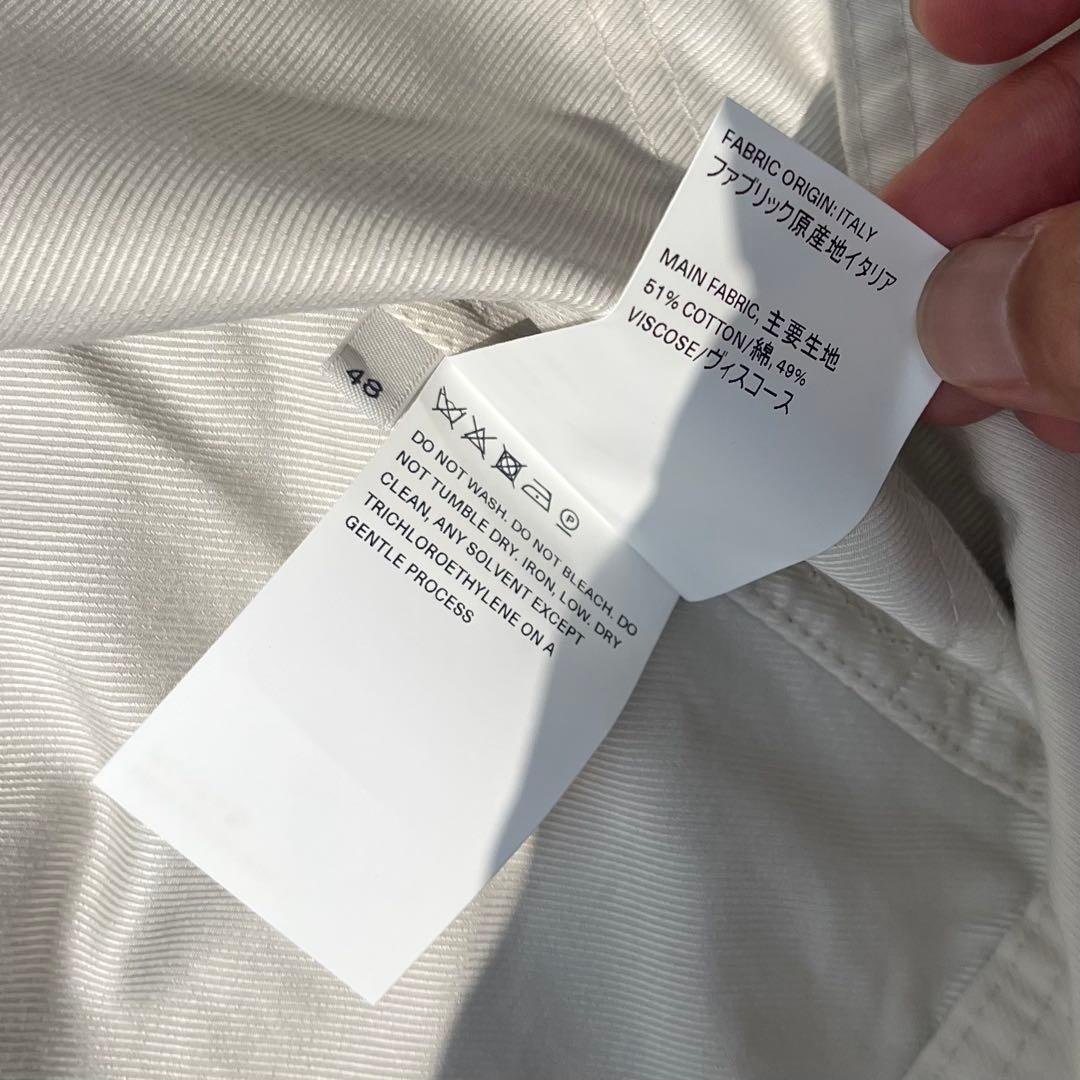 FABRIC ORIGIN: ITALY
ファブリック原産地イタリア
MAIN FABRIC, 主要生地
51% COTTON/綿, 49%
VISCOSE/ヴィスコース
48
P
DO NOT WASH. DO NOT BLEACH. DO
NOT TUMBLE DRY. IRON, LOW. DRY
CLEAN, ANY SOLVENT EXCEPT
TRICHLOROETHYLENE ON A
GENTLE PROCESS